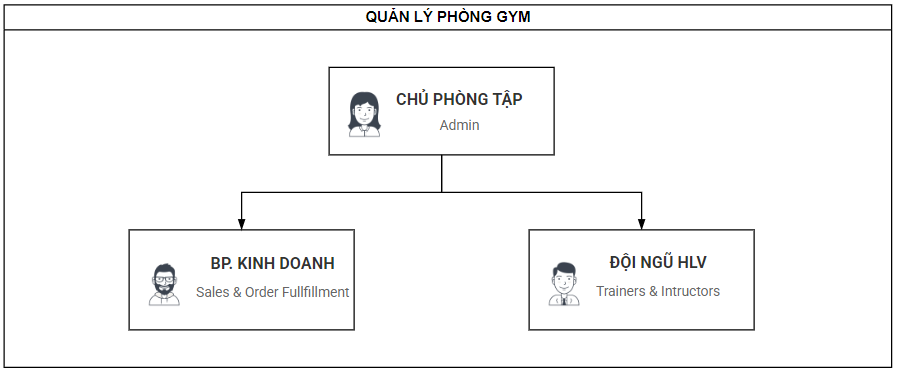 QUẢN LÝ PHÒNG GYM
CHỦ PHÒNG TẬP
Admin
BP. KINH DOANH
Sales & Order Fullfillment
ĐỘI NGŨ HLV
Trainers & Intructors